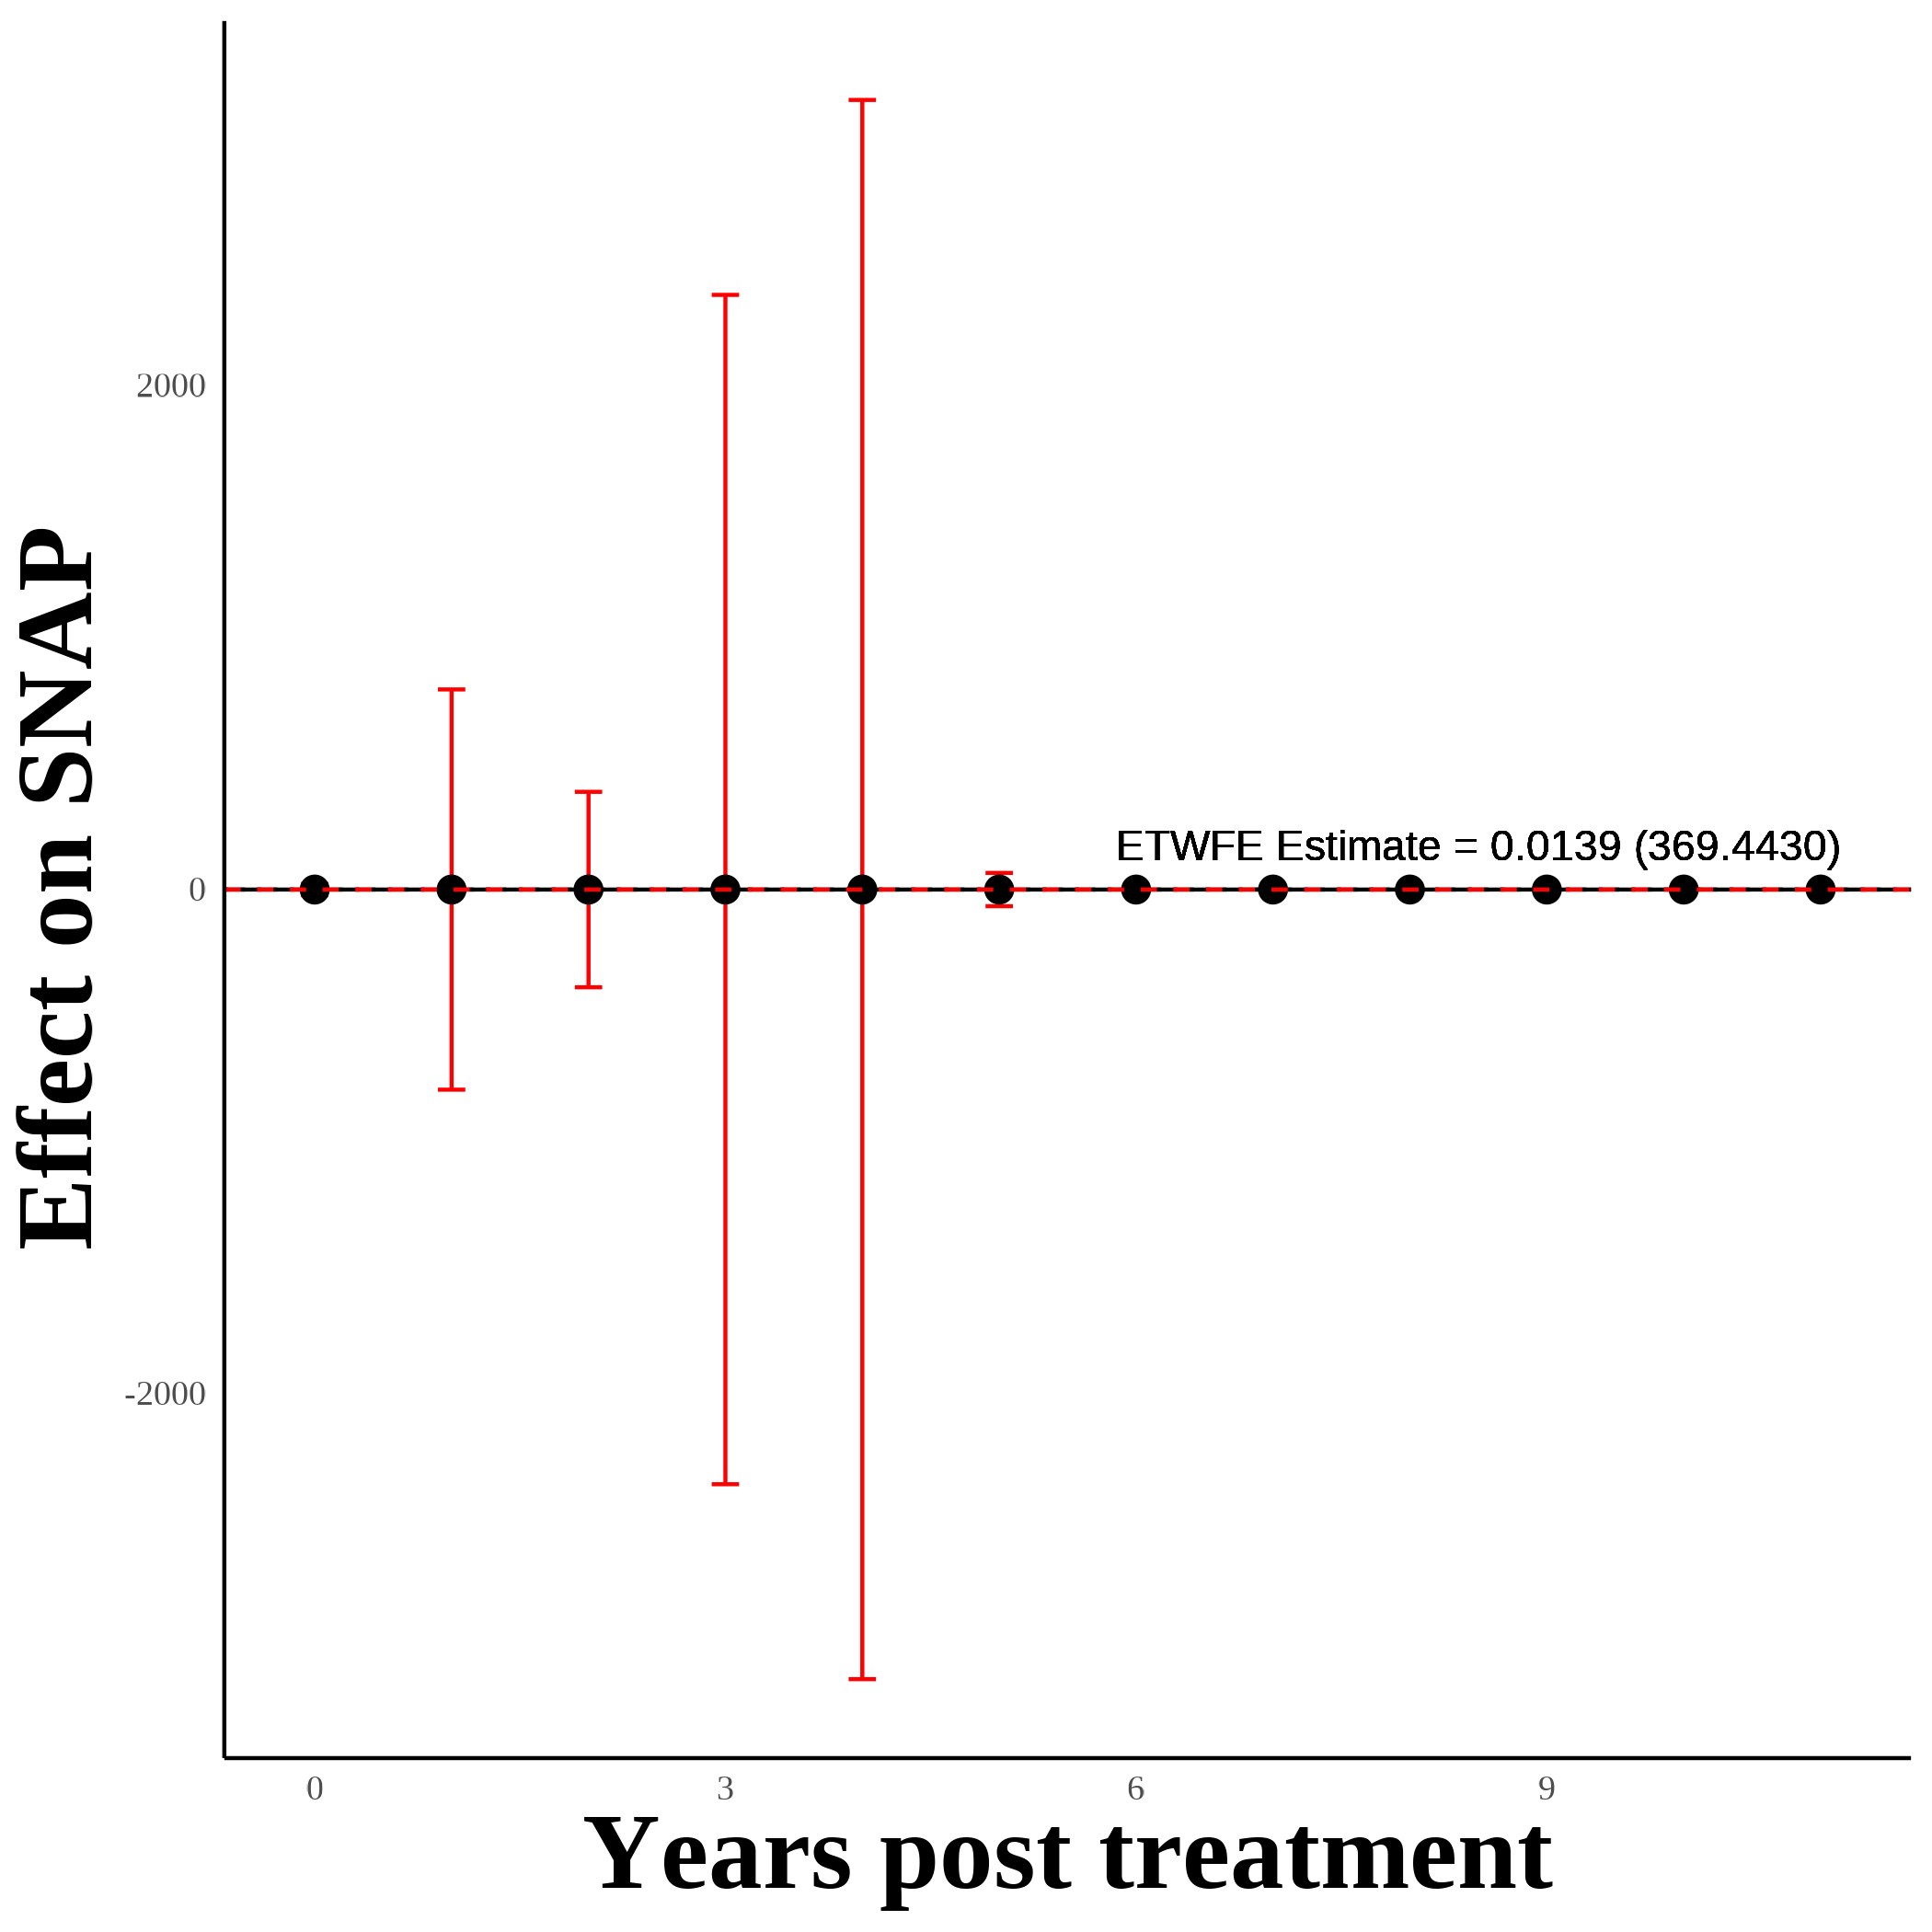 Effect on SNAP
2000
0
-2000
ETWFE Estimate = 0.0139 (369.4430)
0
3
6
9
Years post treatment